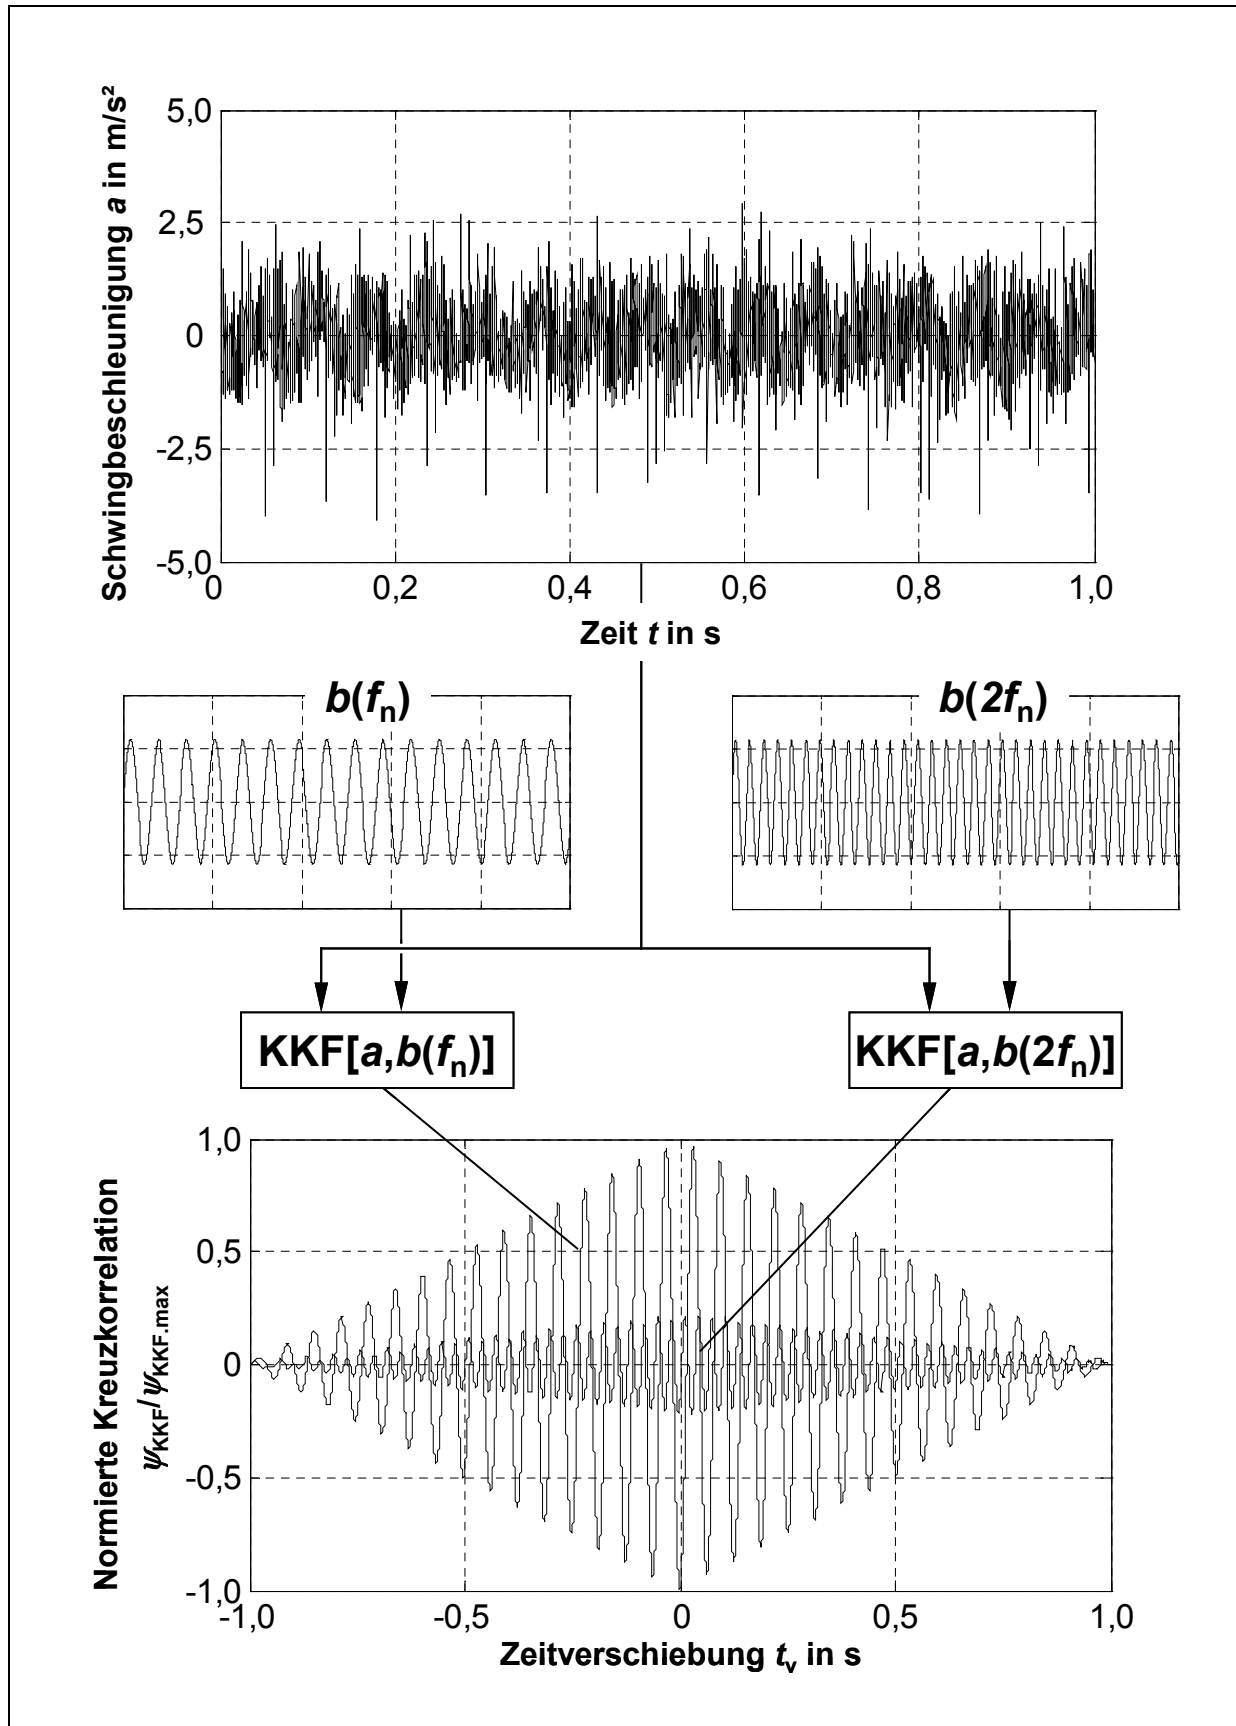 Schwingbeschleunigung a in m/s²
5,0
2,5
0
-2,5
-5,0
0 0,2 0,4 0,6 0,8 1,0
Zeit t in s
b(fn) b(2fn)
KKF[a,b(fn)] KKF[a,b(2fn)]
Normierte Kreuzkorrelation
ψKKF/ψKKF.max
1,0
0,5
0
-0,5
-1,0
-1,0 -0,5 0 0,5 1,0
Zeitverschiebung tv in s